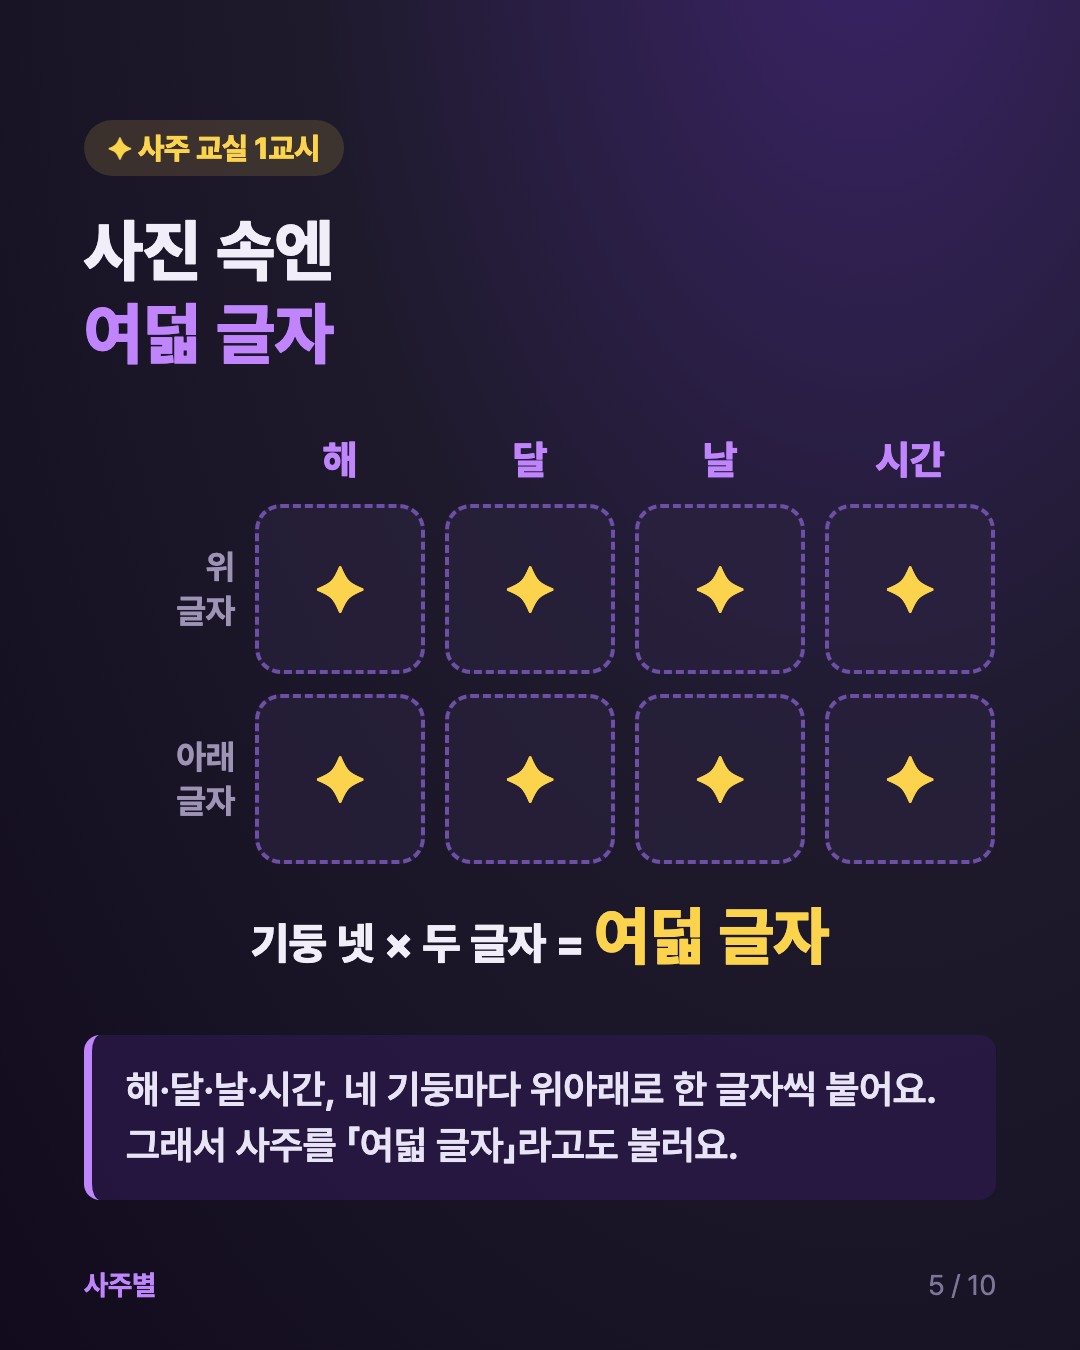 사주 교실 1교시
사진 속엔
여덟 글자
해 달 날 시간
위
글자
아래
글자
기둥 넷 × 두 글자 = 여덟 글자
해·달·날·시간, 네 기둥마다 위아래로 한 글자씩 붙어요.
그래서 사주를 「여덟 글자」라고도 불러요.
사주별
5 / 10